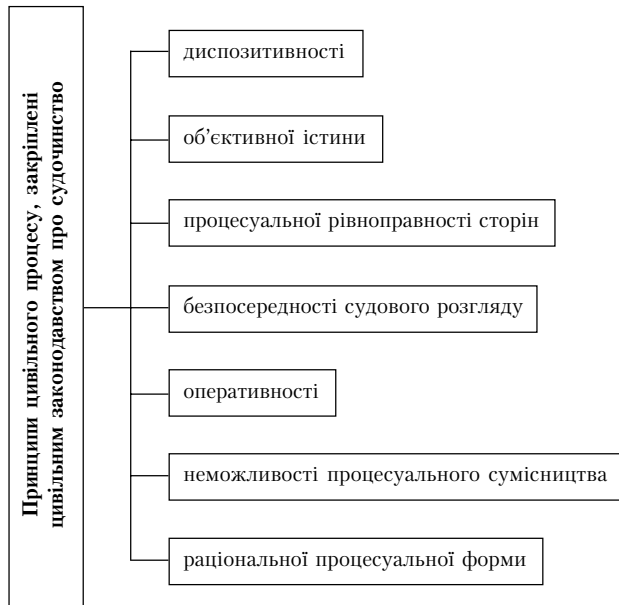 Принципи цивільного процесу, закріплені
цивільним законодавством про судочинство
диспозитивності
об’єктивної істини
процесуальної рівноправності сторін
безпосередності судового розгляду
оперативності
неможливості процесуального сумісництва
раціональної процесуальної форми